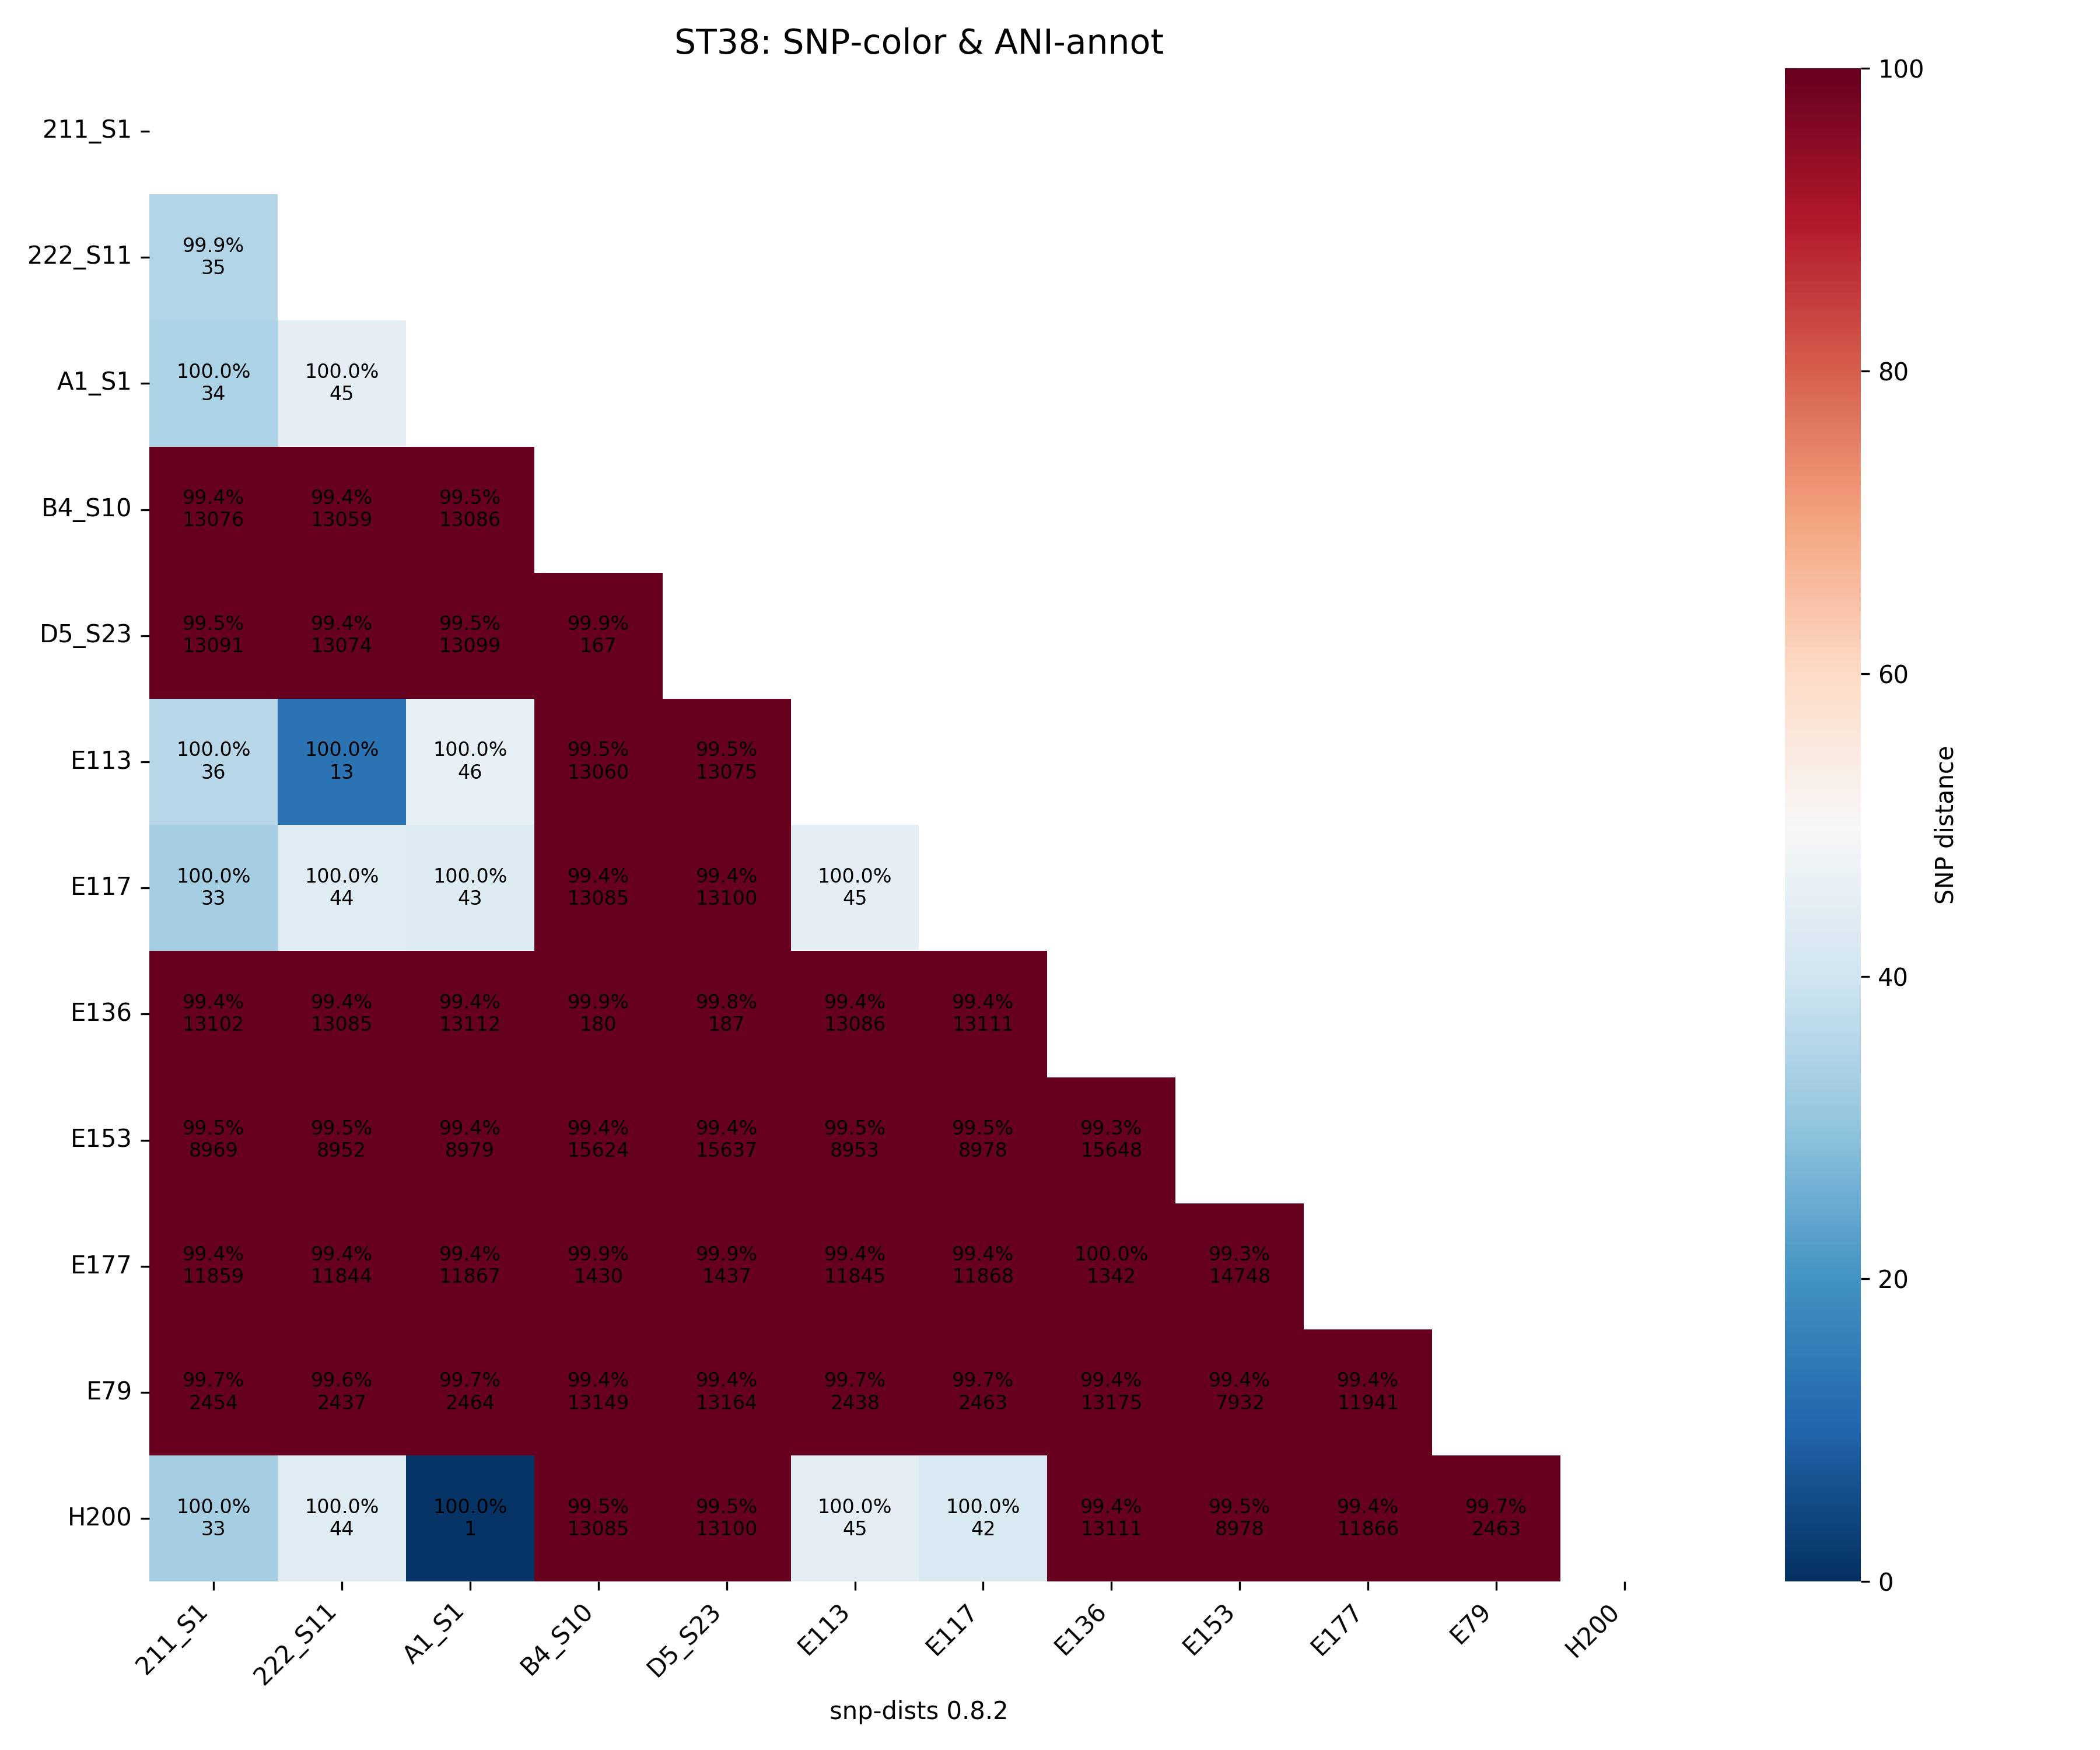 ST38: SNP-color & ANI-annot
211_S1
222_S11
99.9%
35
A1_S1
100.0% 100.0%
34 45
B4_S10
99.4% 99.4% 99.5%
13076 13059 13086
D5_S23
99.5% 99.4% 99.5% 99.9%
13091 13074 13099 167
E113
100.0% 100.0% 100.0% 99.5% 99.5%
36 13 46 13060 13075
E117
100.0% 100.0% 100.0% 99.4% 99.4% 100.0%
33 44 43 13085 13100 45
E136
99.4% 99.4% 99.4% 99.9% 99.8% 99.4% 99.4%
13102 13085 13112 180 187 13086 13111
E153
99.5% 99.5% 99.4% 99.4% 99.4% 99.5% 99.5% 99.3%
8969 8952 8979 15624 15637 8953 8978 15648
E177
99.4% 99.4% 99.4% 99.9% 99.9% 99.4% 99.4% 100.0% 99.3%
11859 11844 11867 1430 1437 11845 11868 1342 14748
E79
99.7% 99.6% 99.7% 99.4% 99.4% 99.7% 99.7% 99.4% 99.4% 99.4%
2454 2437 2464 13149 13164 2438 2463 13175 7932 11941
H200
100.0% 100.0% 100.0% 99.5% 99.5% 100.0% 100.0% 99.4% 99.5% 99.4% 99.7%
33 44 1 13085 13100 45 42 13111 8978 11866 2463
211_S1 222_S11 A1_S1 B4_S10 D5_S23 E113 E117 E136 E153 E177 E79 H200
snp-dists 0.8.2
100
80
60
40
20
0
SNP distance